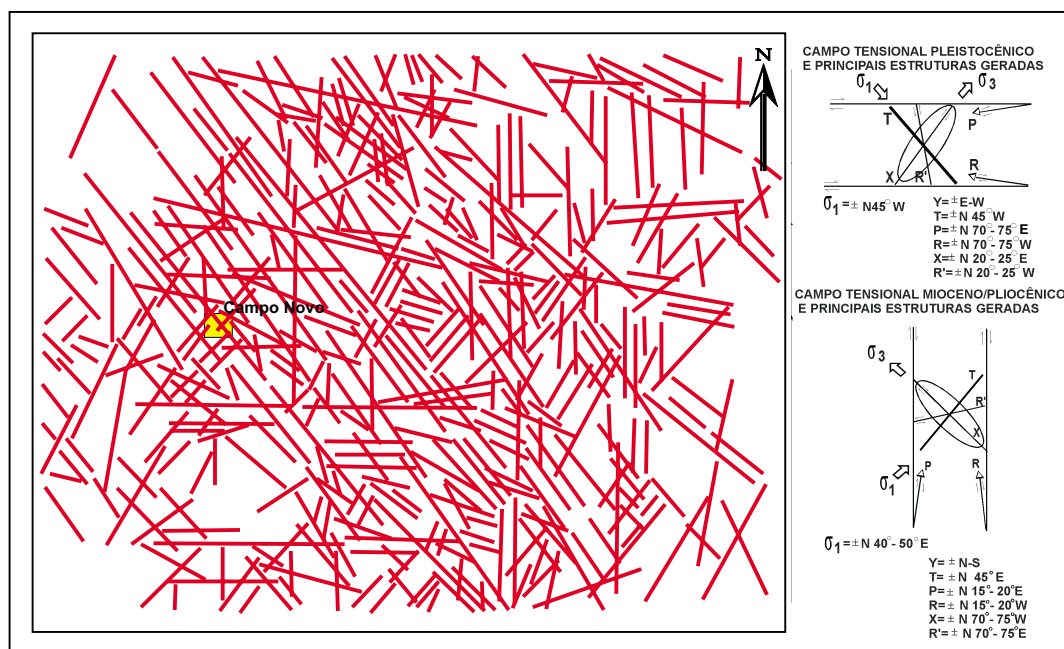 N
Campo Novo
CAMPO TENSIONAL PLEISTOCÊNICO
E PRINCIPAIS ESTRUTURAS GERADAS
σ1
σ3
T
P
R
X
R'
σ1 = ± N45° W
Y= ± E-W
T= ± N 45° W
P= ± N 70°- 75° E
R= ± N 70°- 75° W
X= ± N 20°- 25° E
R'= ± N 20°- 25° W
CAMPO TENSIONAL MIOCENO/PLIOCÊNICO
E PRINCIPAIS ESTRUTURAS GERADAS
σ3
T
R'
X
σ1
P
R
σ1 = ± N 40°- 50° E
Y= ± N-S
T= ± N 45° E
P= ± N 15°- 20°E
R= ± N 15°- 20°W
X= ± N 70°- 75°W
R'= ± N 70°- 75°E